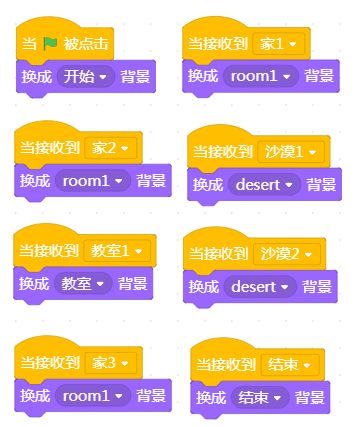 当 被点击
换成 开始 背景
当接收到 家1
换成 room1 背景
当接收到 家2
换成 room1 背景
当接收到 沙漠1
换成 desert 背景
当接收到 教室1
换成 教室 背景
当接收到 沙漠2
换成 desert 背景
当接收到 家3
换成 room1 背景
当接收到 结束
换成 结束 背景